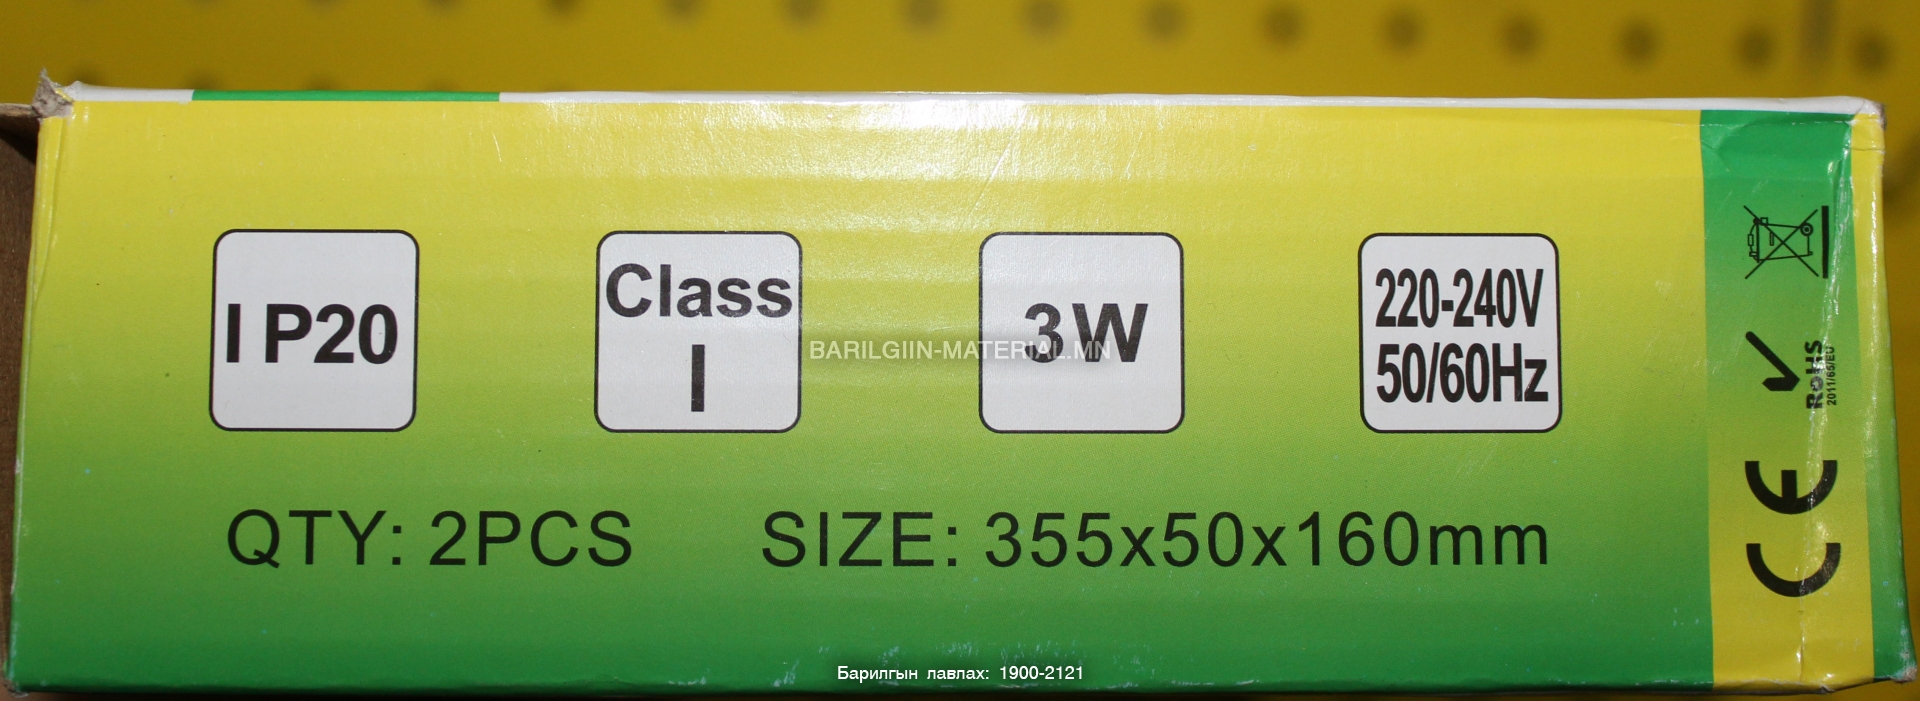 I P20
Class
I
3W
220-240V
50/60Hz
QTY: 2PCS
SIZE: 355x50x160mm
RoHS
2011/65/EU
CE
BARILGIIN-MATERIAL.MN
Барилгын лавлах: 1900-2121